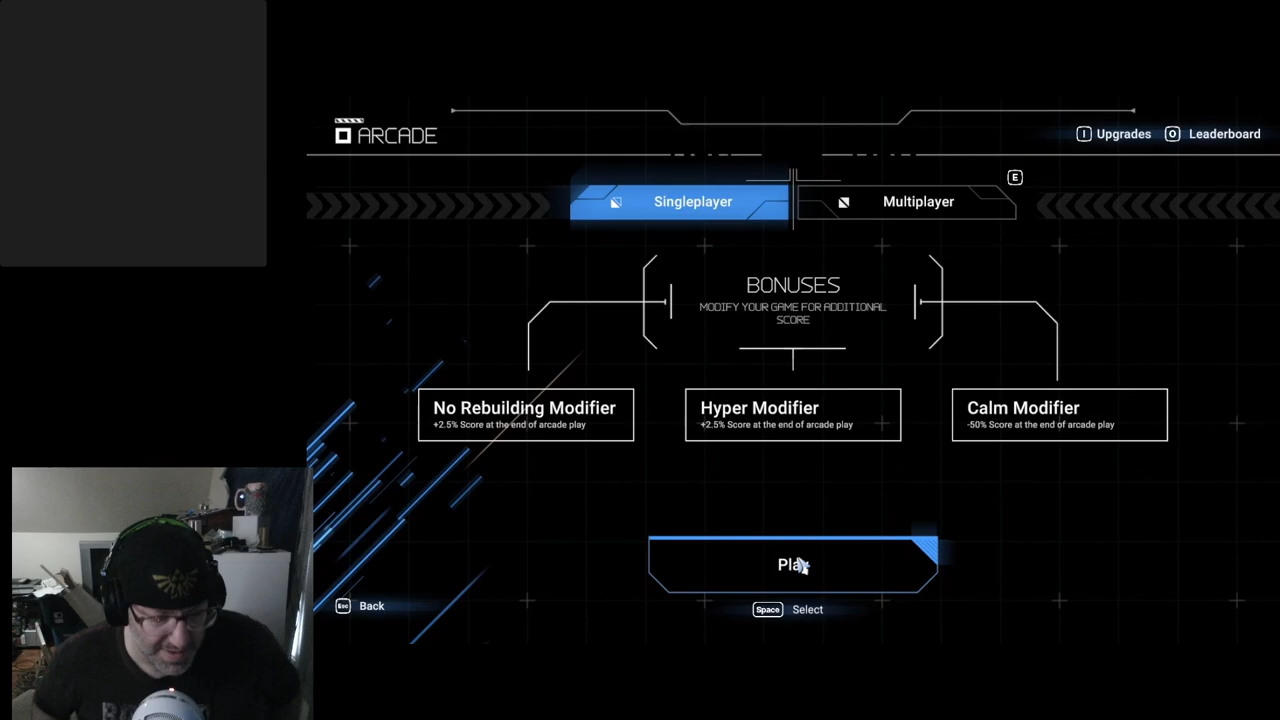 ARCADE
I Upgrades O Leaderboard
E
Singleplayer Multiplayer
BONUSES
MODIFY YOUR GAME FOR ADDITIONAL
SCORE
No Rebuilding Modifier
+2.5% Score at the end of arcade play
Hyper Modifier
+2.5% Score at the end of arcade play
Calm Modifier
-50% Score at the end of arcade play
Play
Esc Back
Space Select